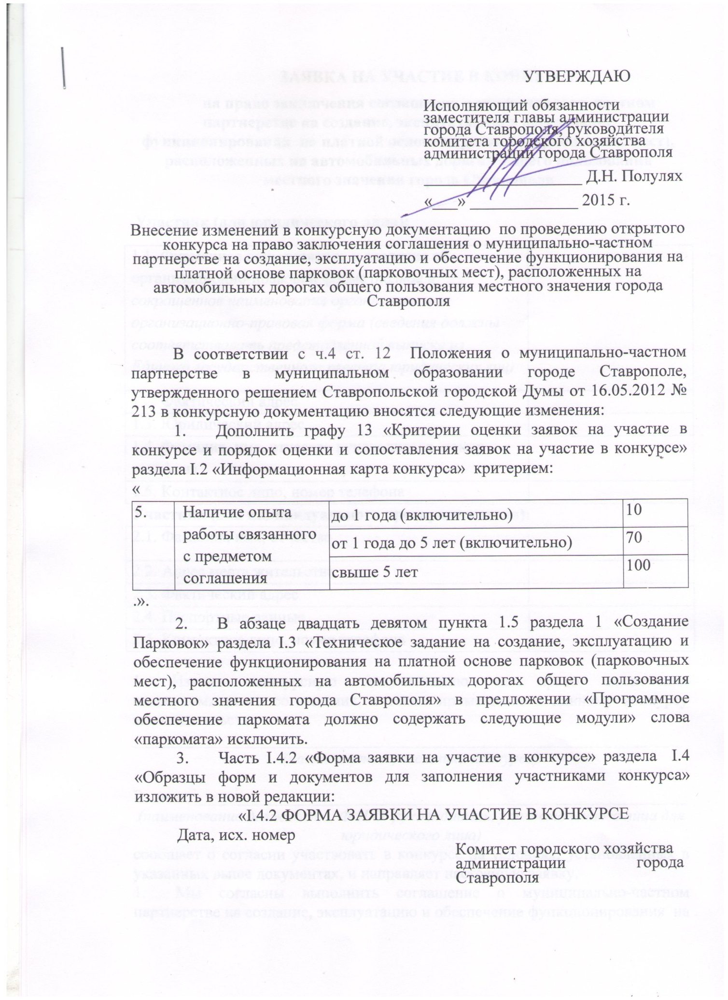 УТВЕРЖДАЮ
Исполняющий обязаности
заместителя главы администрации
города Ставрополя, руководителя
комитета городского хозяйства
администрации города Ставрополя
___________________ Д.Н. Полулях
«___» _____________ 2015 г.
Внесение изменений в конкурсную документацию по проведению открытого
конкурса на право заключения соглашения о муниципально-частном
партнерстве на создание, эксплуатацию и обеспечение функционирования на
платной основе парковок (парковочных мест), расположенных на
автомобильных дорогах общего пользования местного значения города
Ставрополя
В соответствии с ч.4 ст. 12 Положения о муниципально-частном
партнерстве в муниципальном образовании городе Ставрополе,
утвержденного решением Ставропольской городской Думы от 16.05.2012 №
213 в конкурсную документацию вносятся следующие изменения:
1. Дополнить графу 13 «Критерии оценки заявок на участие в
конкурсе и порядок оценки и сопоставления заявок на участие в конкурсе»
раздела I.2 «Информационная карта конкурса» критерием:
«
5. Наличие опыта
работы связанного
с предметом
соглашения
до 1 года (включительно) 10
от 1 года до 5 лет (включительно) 70
свыше 5 лет 100
.».
2. В абзаце двадцать девятом пункта 1.5 раздела 1 «Создание
Парковок» раздела I.3 «Техническое задание на создание, эксплуатацию и
обеспечение функционирования на платной основе парковок (парковочных
мест), расположенных на автомобильных дорогах общего пользования
местного значения города Ставрополя» в предложении «Программное
обеспечение паркомата должно содержать следующие модули» слова
«паркомата» исключить.
3. Часть I.4.2 «Форма заявки на участие в конкурсе» раздела I.4
«Образцы форм и документов для заполнения участниками конкурса»
изложить в новой редакции:
«I.4.2 ФОРМА ЗАЯВКИ НА УЧАСТИЕ В КОНКУРСЕ
Дата, исх. номер
Комитет городского хозяйства
администрации города
Ставрополя